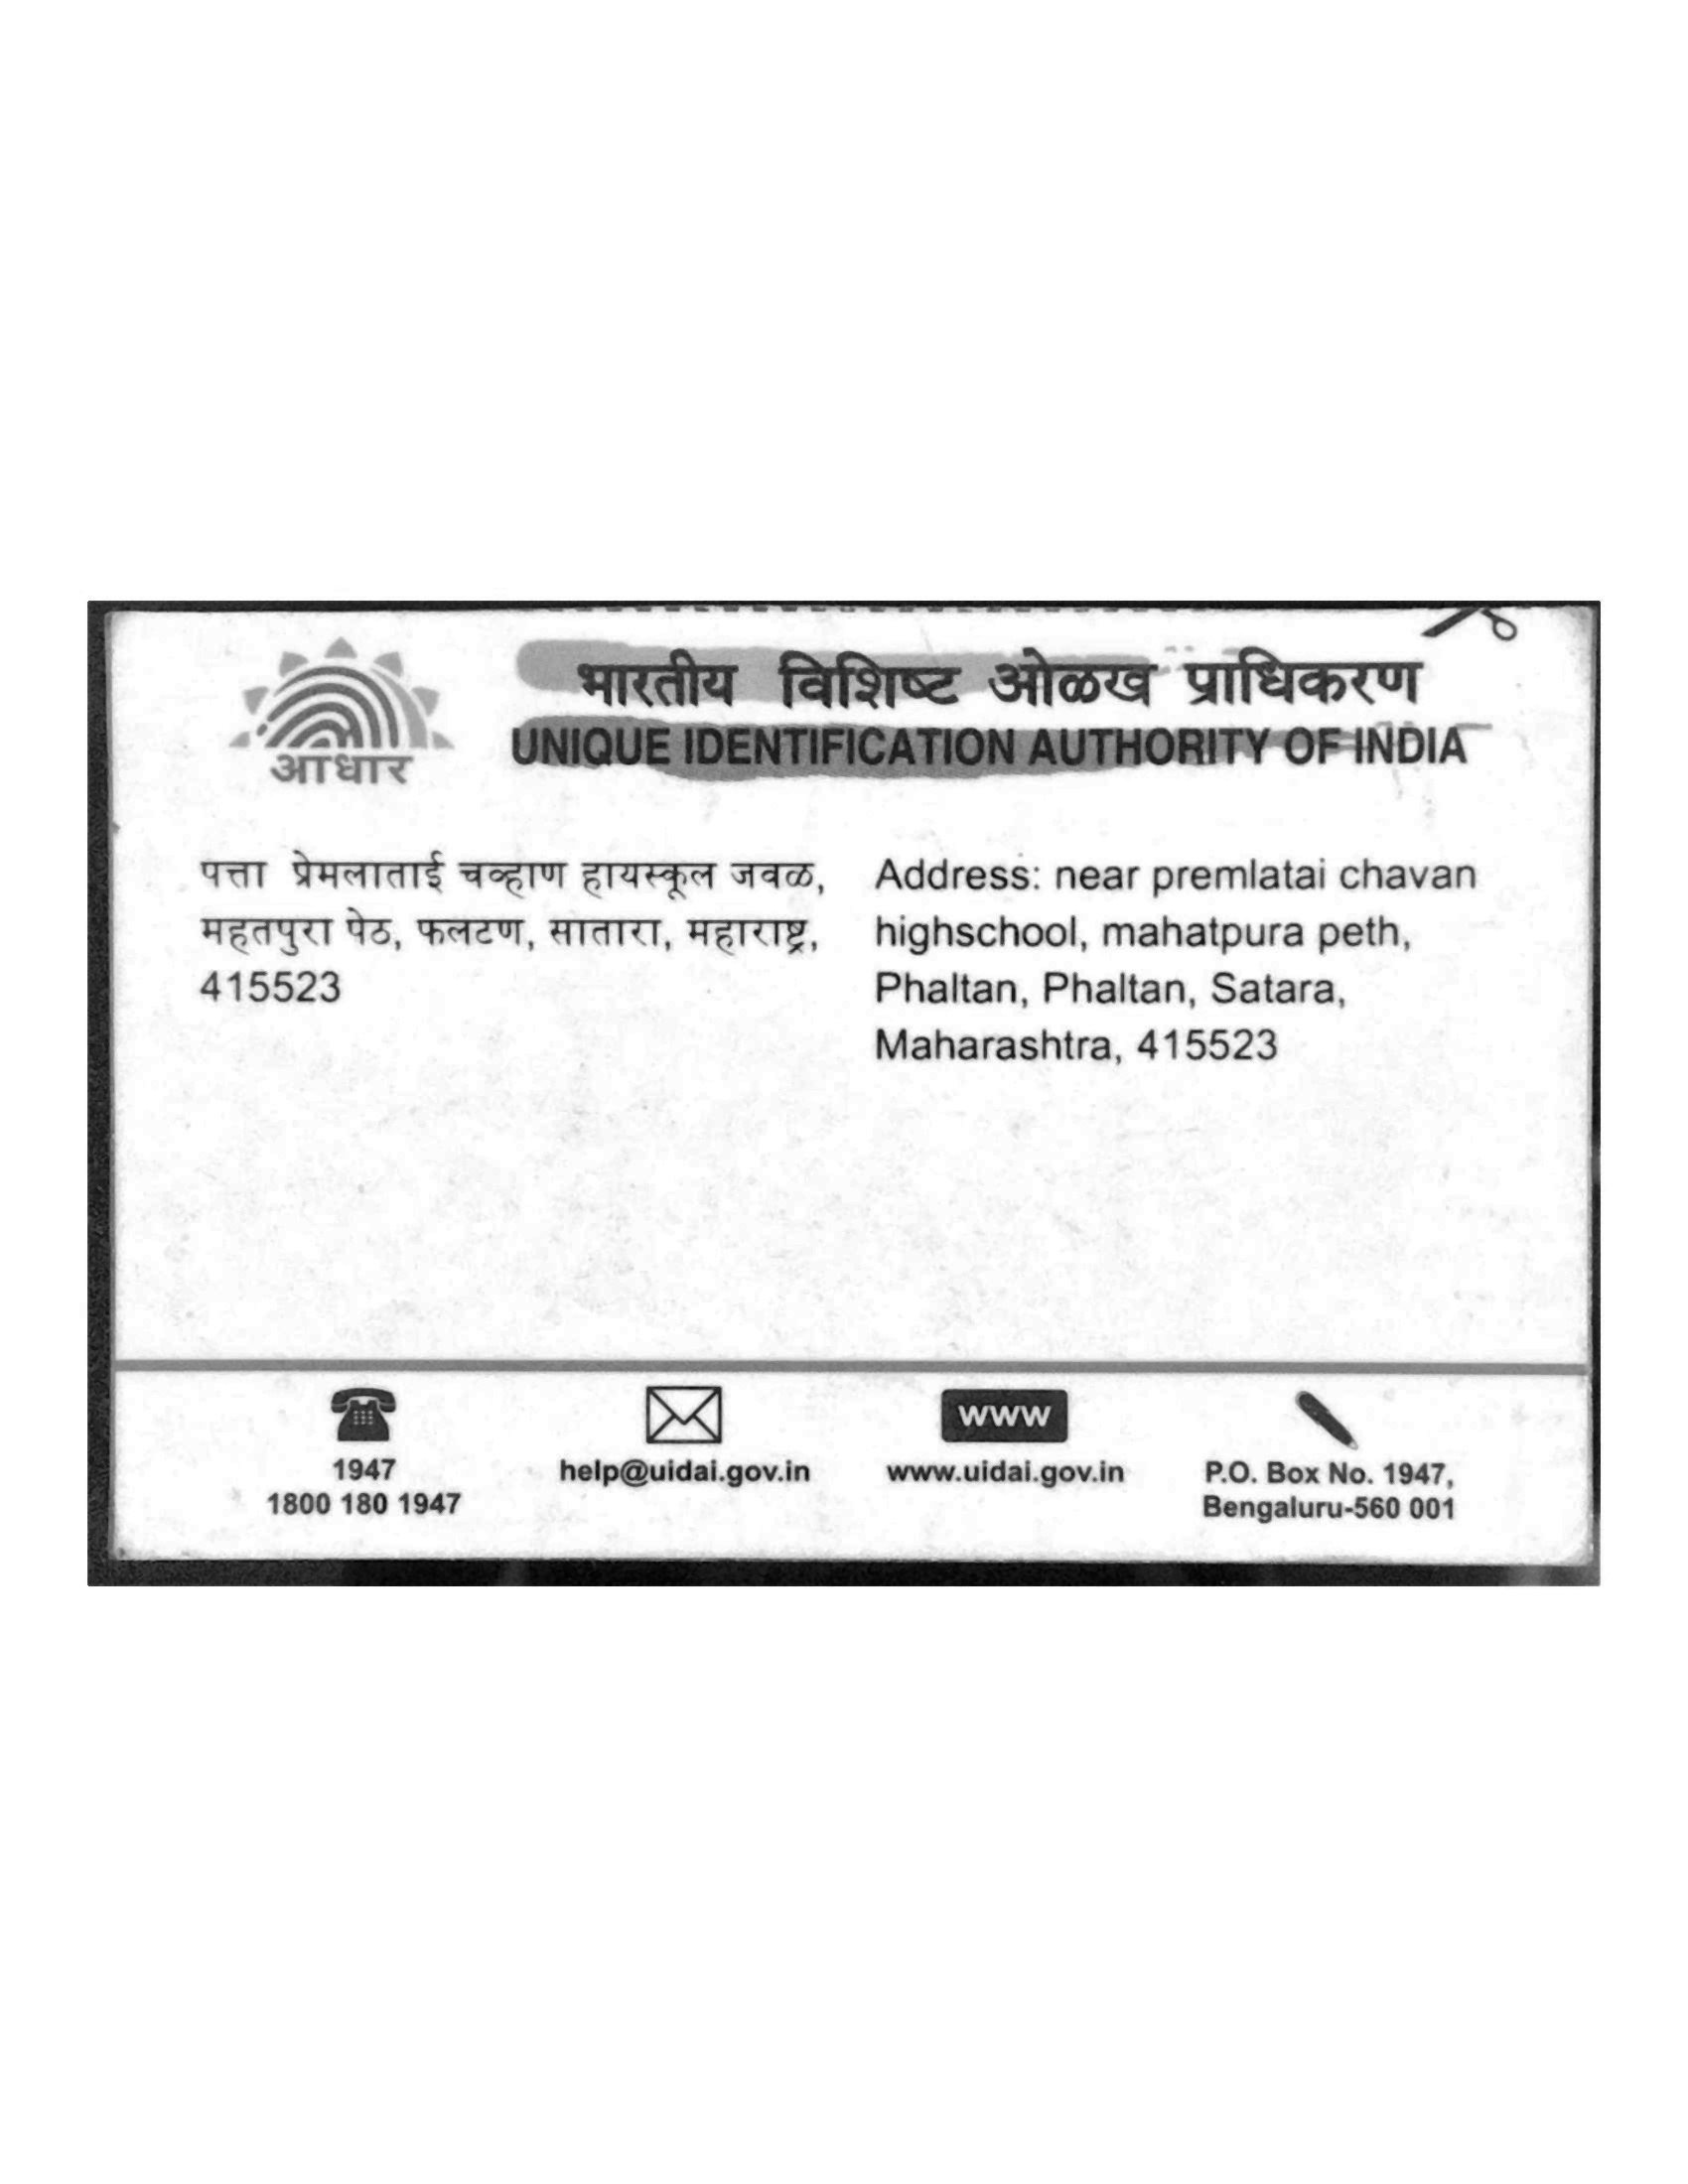 भारतीय विशिष्ट ओळख प्राधिकरण
UNIQUE IDENTIFICATION AUTHORITY OF INDIA
आधार
पत्ता प्रेमलाताई चव्हाण हायस्कूल जवळ,
महतपुरा पेठ, फलटण, सातारा, महाराष्ट्र,
415523
Address: near premlatai chavan
highschool, mahatpura peth,
Phaltan, Phaltan, Satara,
Maharashtra, 415523
1947
1800 180 1947
help@uidai.gov.in
www
www.uidai.gov.in
P.O. Box No. 1947,
Bengaluru-560 001